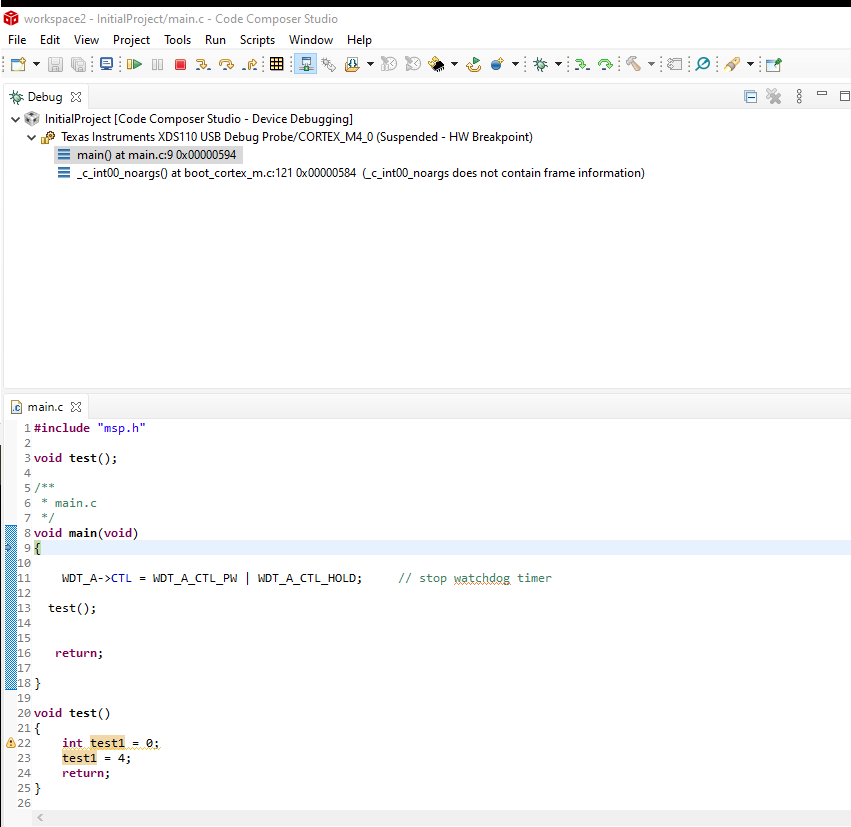 workspace2 - InitialProject/main.c - Code Composer Studio
File Edit View Project Tools Run Scripts Window Help
Debug
InitialProject [Code Composer Studio - Device Debugging]
Texas Instruments XDS110 USB Debug Probe/CORTEX_M4_0 (Suspended - HW Breakpoint)
main() at main.c:9 0x00000594
_c_int00_noargs() at boot_cortex_m.c:121 0x00000584 (_c_int00_noargs does not contain frame information)
.c main.c
1 #include "msp.h"
2
3 void test();
4
5 /**
6  * main.c
7  */
8 void main(void)
9 {
10
11     WDT_A->CTL = WDT_A_CTL_PW | WDT_A_CTL_HOLD;     // stop watchdog timer
12
13   test();
14
15
16    return;
17
18 }
19
20 void test()
21 {
22     int test1 = 0;
23     test1 = 4;
24     return;
25 }
26